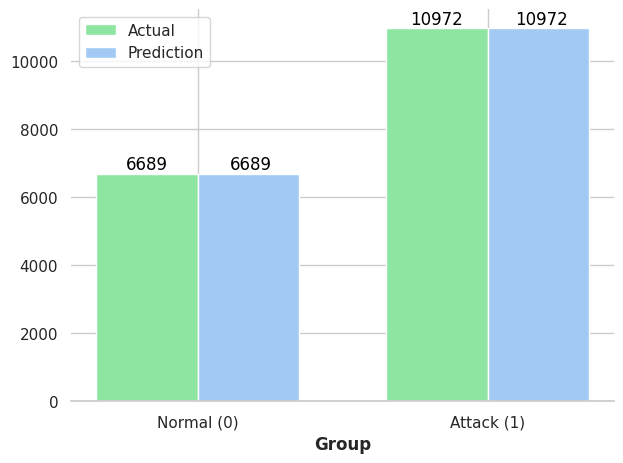 Actual
Prediction
10972 10972
10000
8000
6689 6689
6000
4000
2000
0
Normal (0) Attack (1)
Group